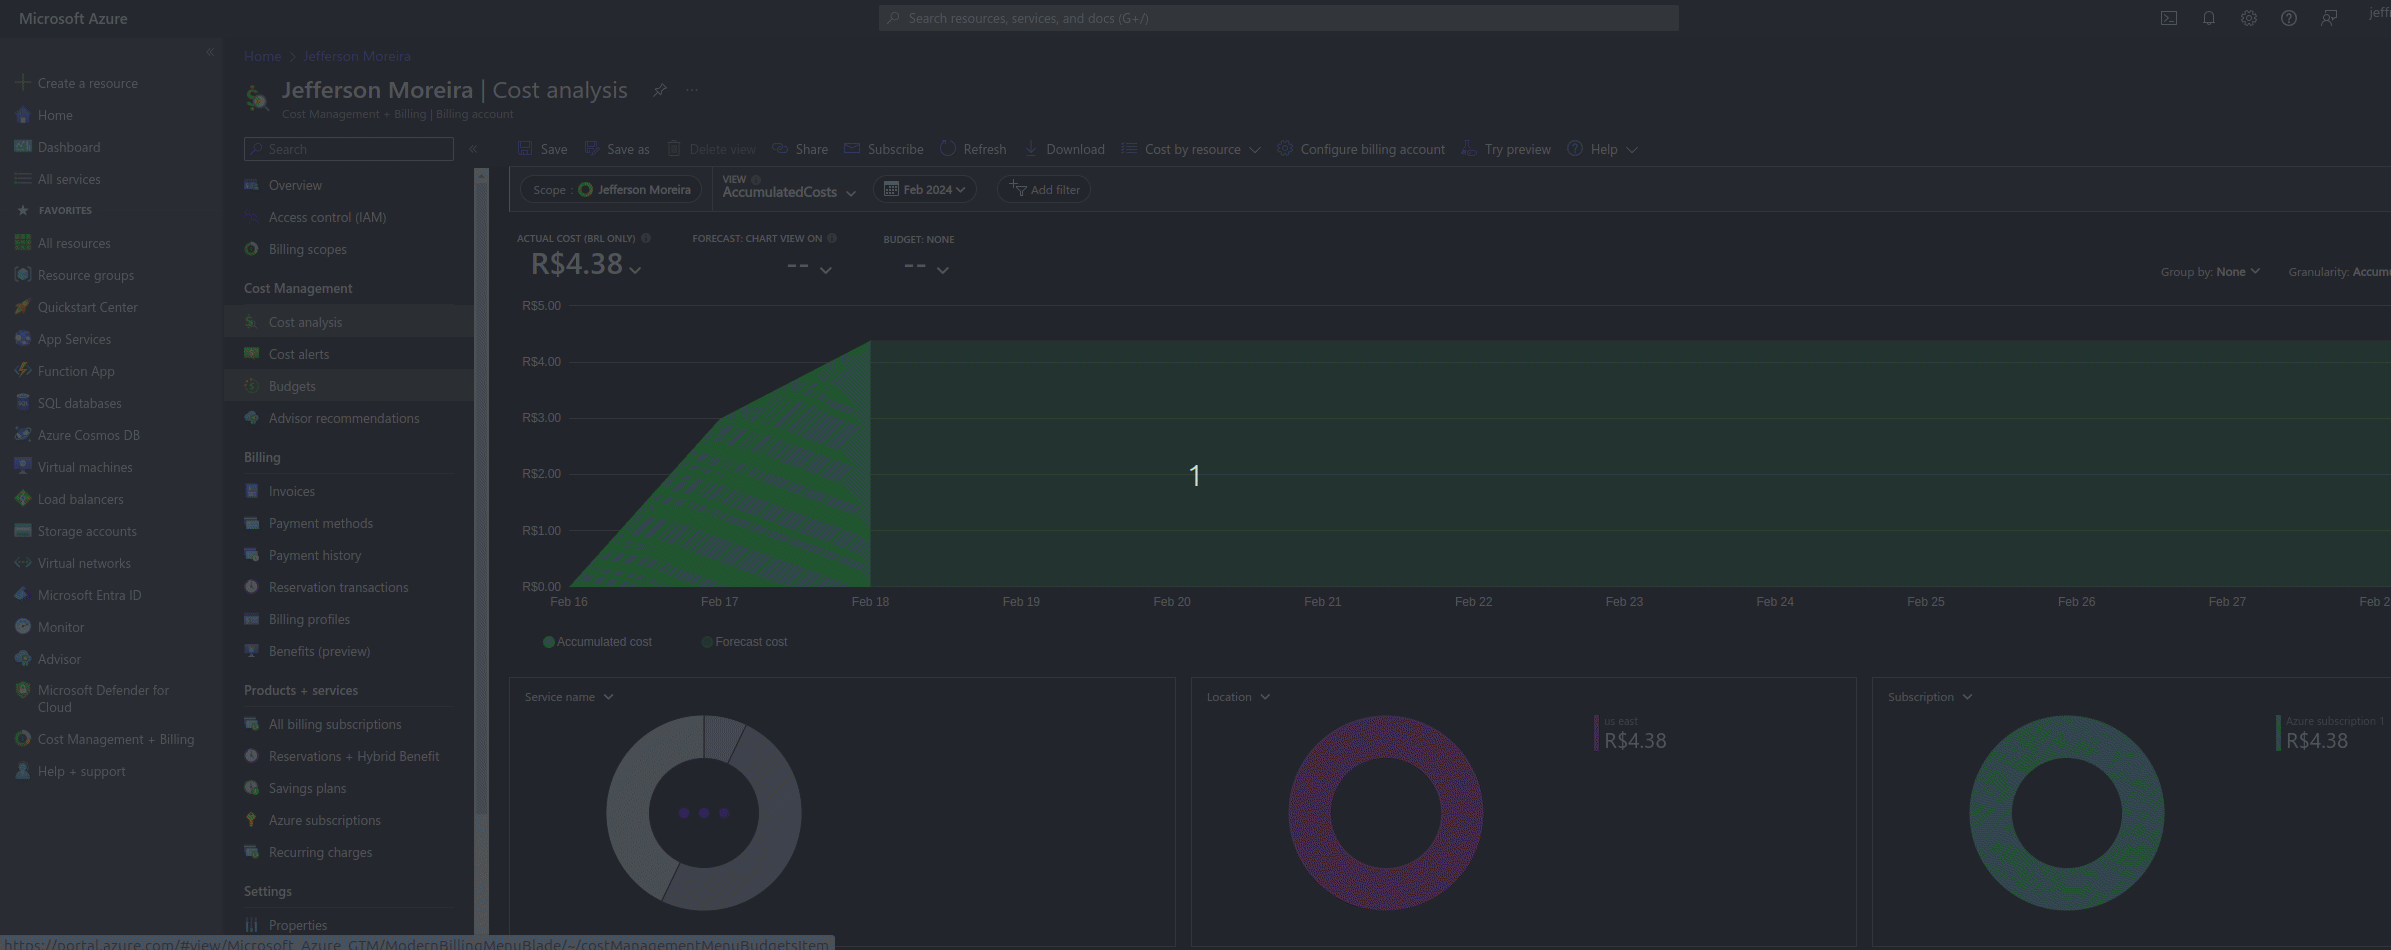 Microsoft Azure
Search resources, services, and docs (G+/)
Create a resource
Home
Dashboard
All services
FAVORITES
All resources
Resource groups
Quickstart Center
App Services
Function App
SQL databases
Azure Cosmos DB
Virtual machines
Load balancers
Storage accounts
Virtual networks
Microsoft Entra ID
Monitor
Advisor
Microsoft Defender for
Cloud
Cost Management + Billing
Help + support
Home > Jefferson Moreira
Jefferson Moreira | Cost analysis
Cost Management + Billing | Billing account
Search
Overview
Access control (IAM)
Billing scopes
Cost Management
Cost analysis
Cost alerts
Budgets
Advisor recommendations
Billing
Invoices
Payment methods
Payment history
Reservation transactions
Billing profiles
Benefits (preview)
Products + services
All billing subscriptions
Reservations + Hybrid Benefit
Savings plans
Azure subscriptions
Recurring charges
Settings
Properties
Save Save as Delete view Share Subscribe Refresh Download Cost by resource Configure billing account Try preview Help
Scope : Jefferson Moreira
VIEW
AccumulatedCosts
Feb 2024
Add filter
ACTUAL COST (BRL ONLY)
R$4.38
FORECAST: CHART VIEW ON
--
BUDGET: NONE
--
Group by: None
Granularity: Accumu
R$5.00
R$4.00
R$3.00
R$2.00
R$1.00
R$0.00
1
Feb 16 Feb 17 Feb 18 Feb 19 Feb 20 Feb 21 Feb 22 Feb 23 Feb 24 Feb 25 Feb 26 Feb 27 Feb 2
Accumulated cost Forecast cost
Service name
Location
us east
R$4.38
Subscription
Azure subscription 1
R$4.38
https://portal.azure.com/#view/Microsoft_Azure_GTM/ModernBillingMenuBlade/~/costManagementMenuBudgetsItem